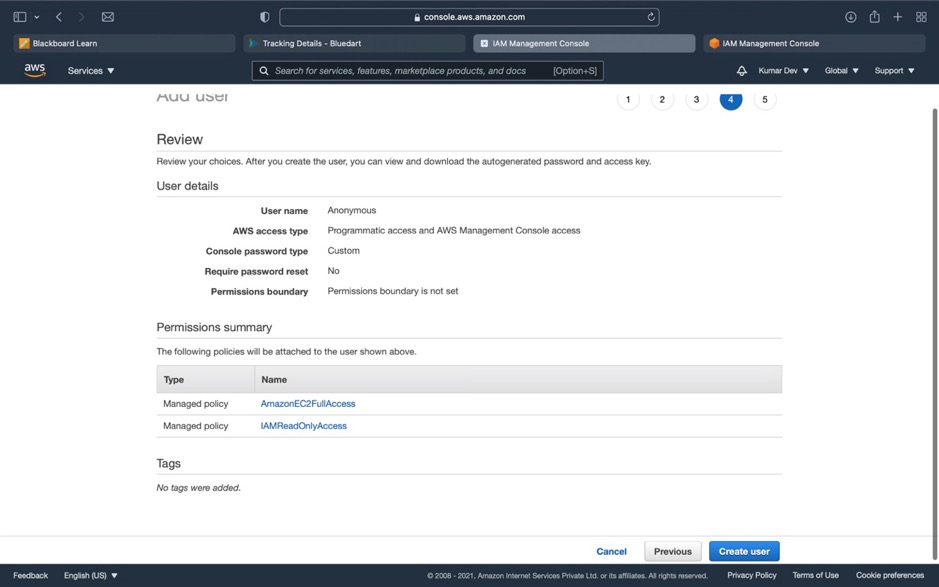 console.aws.amazon.com
Blackboard Learn
Tracking Details - Bluedart
IAM Management Console
IAM Management Console
aws
Services
Search for services, features, marketplace products, and docs [Option+S]
Kumar Dev
Global
Support
Add user
1 2 3 4 5
Review
Review your choices. After you create the user, you can view and download the autogenerated password and access key.
User details
User name Anonymous
AWS access type Programmatic access and AWS Management Console access
Console password type Custom
Require password reset No
Permissions boundary Permissions boundary is not set
Permissions summary
The following policies will be attached to the user shown above.
Type Name
Managed policy AmazonEC2FullAccess
Managed policy IAMReadOnlyAccess
Tags
No tags were added.
Cancel Previous Create user
Feedback English (US) © 2008 - 2021, Amazon Internet Services Private Ltd. or its affiliates. All rights reserved. Privacy Policy Terms of Use Cookie preferences